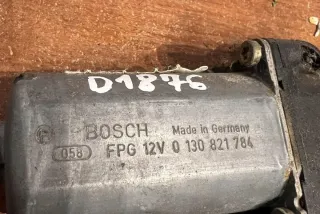 D1876
BOSCH Made in Germany
058 FPG 12V 0 130 821 784